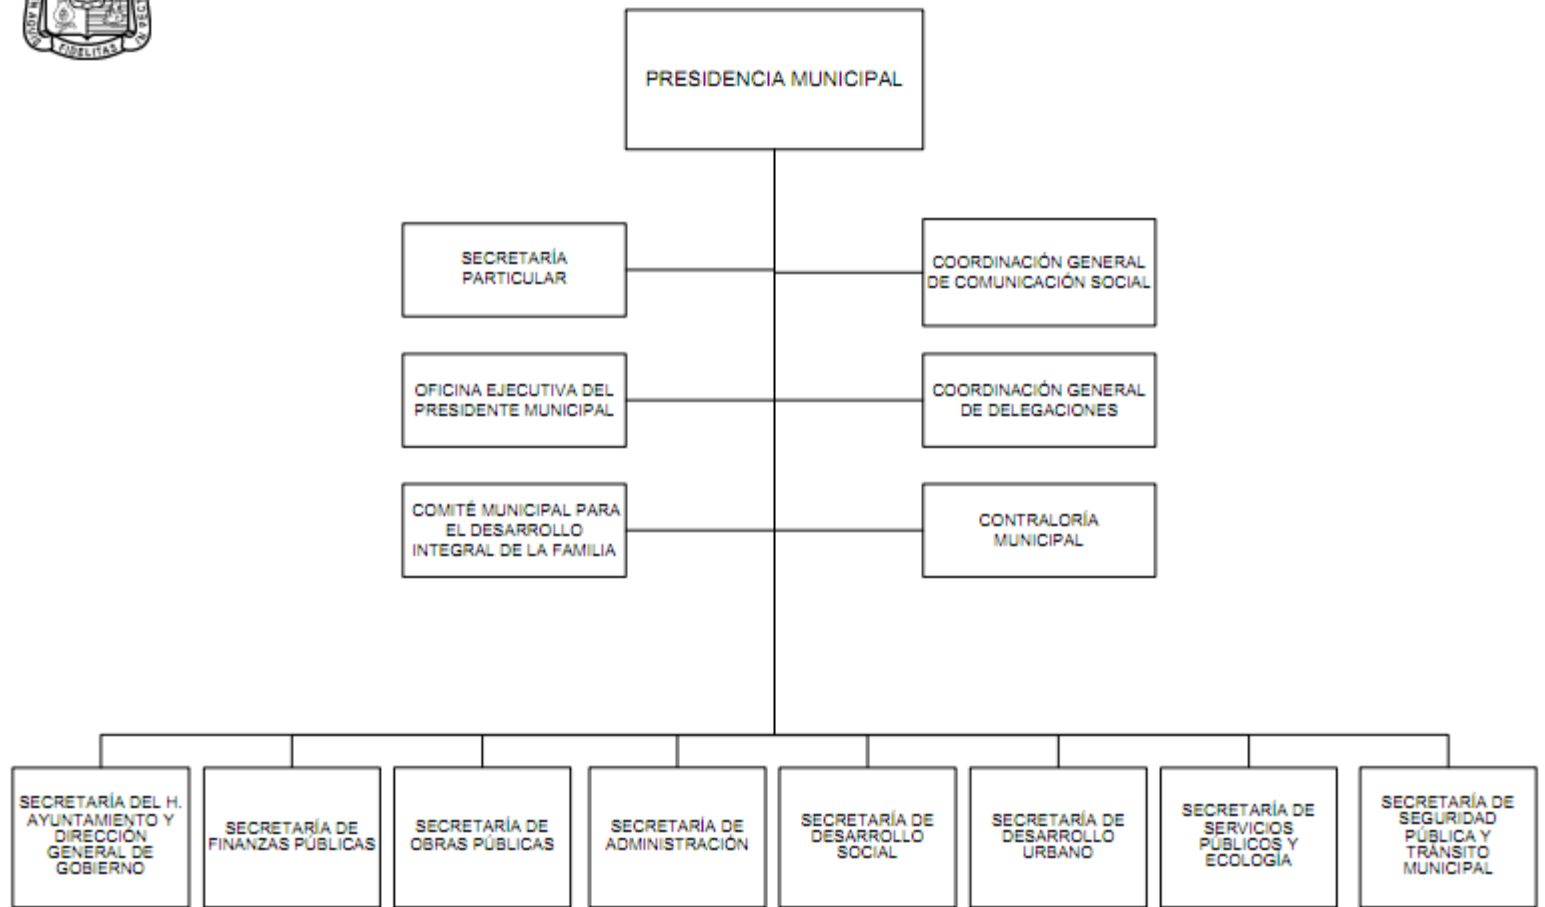 FIDELITAS
PRESIDENCIA MUNICIPAL
SECRETARÍA
PARTICULAR
COORDINACIÓN GENERAL
DE COMUNICACIÓN SOCIAL
OFICINA EJECUTIVA DEL
PRESIDENTE MUNICIPAL
COORDINACIÓN GENERAL
DE DELEGACIONES
COMITÉ MUNICIPAL PARA
EL DESARROLLO
INTEGRAL DE LA FAMILIA
CONTRALORÍA
MUNICIPAL
SECRETARÍA DEL H.
AYUNTAMIENTO Y
DIRECCIÓN
GENERAL DE
GOBIERNO
SECRETARÍA DE
FINANZAS PÚBLICAS
SECRETARÍA DE
OBRAS PÚBLICAS
SECRETARÍA DE
ADMINISTRACIÓN
SECRETARÍA DE
DESARROLLO
SOCIAL
SECRETARÍA DE
DESARROLLO
URBANO
SECRETARÍA DE
SERVICIOS
PÚBLICOS Y
ECOLOGÍA
SECRETARÍA DE
SEGURIDAD
PÚBLICA Y
TRÁNSITO
MUNICIPAL